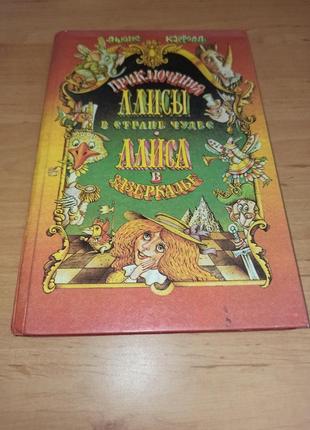 ЛЬЮИС КЭРРОЛЛ
ПРИКЛЮЧЕНИЯ
АЛИСЫ
В СТРАНЕ ЧУДЕС
АЛИСА
В
ЗАЗЕРКАЛЬЕ